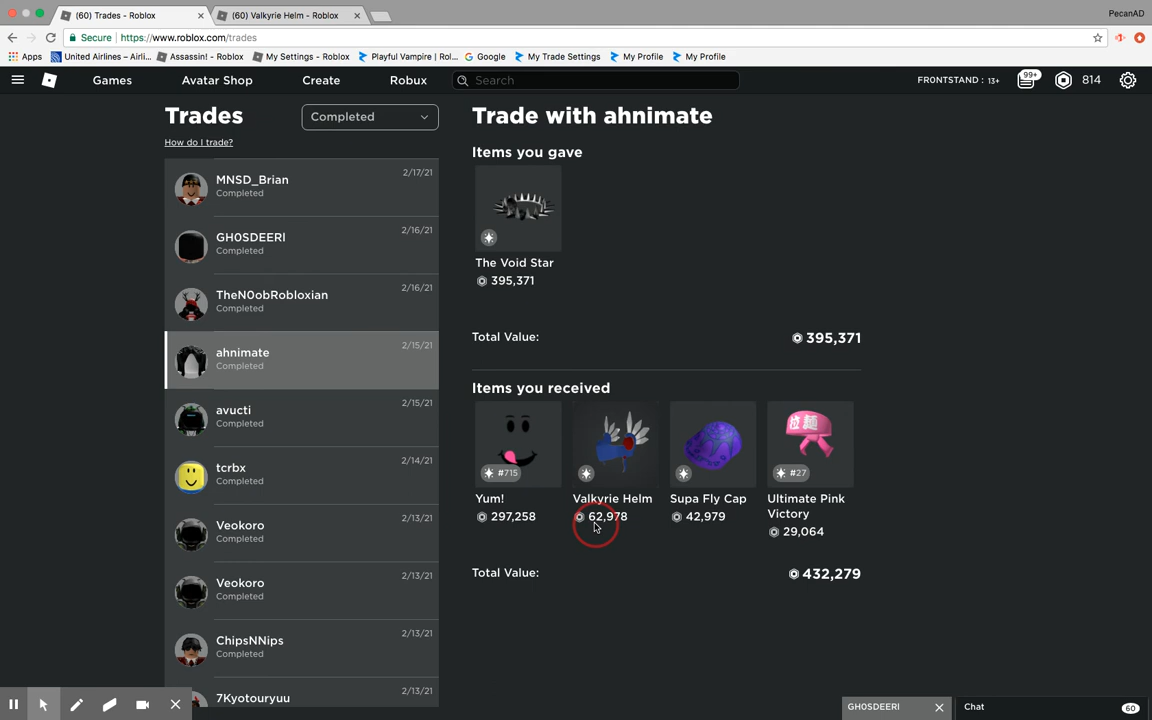 (60) Trades - Roblox
(60) Valkyrie Helm - Roblox
PecanAD
Secure
https://www.roblox.com/trades
Apps
United Airlines – Airli...
Assassin! - Roblox
My Settings - Roblox
Playful Vampire | Rol...
Google
My Trade Settings
My Profile
My Profile
Games
Avatar Shop
Create
Robux
Search
FRONTSTAND : 13+
99+
814
Trades
Completed
How do I trade?
MNSD_Brian
2/17/21
Completed
GH0SDEERI
2/16/21
Completed
TheN0obRobloxian
2/16/21
Completed
ahnimate
2/15/21
Completed
avucti
2/15/21
Completed
tcrbx
2/14/21
Completed
Veokoro
2/13/21
Completed
Veokoro
2/13/21
Completed
ChipsNNips
2/13/21
Completed
7Kyotouryuu
2/13/21
Trade with ahnimate
Items you gave
The Void Star
395,371
Total Value:
395,371
Items you received
#715
#27
Yum!
297,258
Valkyrie Helm
62,978
Supa Fly Cap
42,979
Ultimate Pink
Victory
29,064
Total Value:
432,279
GH0SDEERI
Chat
60